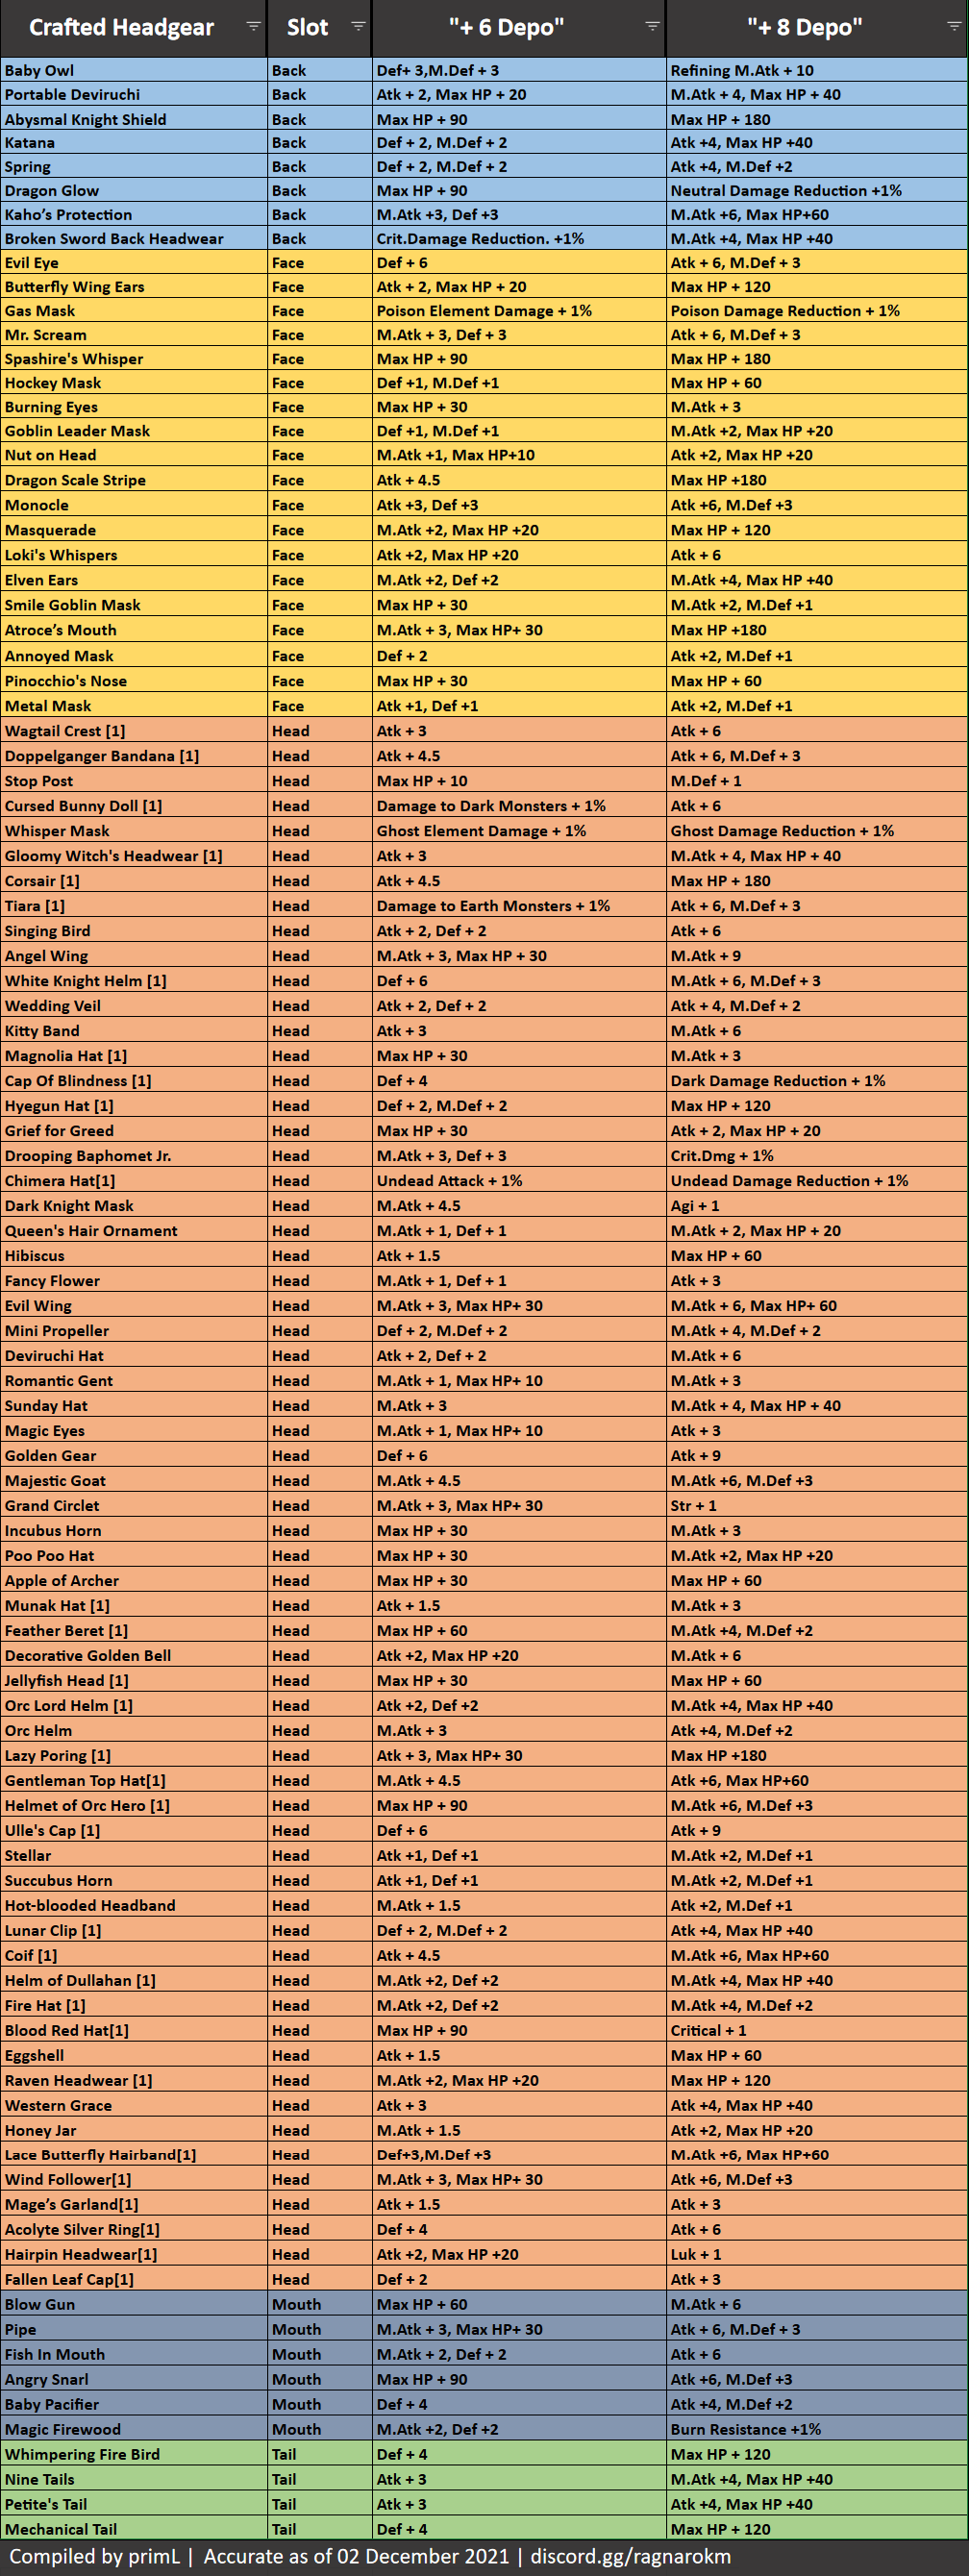 Crafted Headgear Slot "+ 6 Depo" "+ 8 Depo"
Baby Owl Back Def+ 3,M.Def + 3 Refining M.Atk + 10
Portable Deviruchi Back Atk + 2, Max HP + 20 M.Atk + 4, Max HP + 40
Abysmal Knight Shield Back Max HP + 90 Max HP + 180
Katana Back Def + 2, M.Def + 2 Atk +4, Max HP +40
Spring Back Def + 2, M.Def + 2 Atk +4, M.Def +2
Dragon Glow Back Max HP + 90 Neutral Damage Reduction +1%
Kaho’s Protection Back M.Atk +3, Def +3 M.Atk +6, Max HP+60
Broken Sword Back Headwear Back Crit.Damage Reduction. +1% M.Atk +4, Max HP +40
Evil Eye Face Def + 6 Atk + 6, M.Def + 3
Butterfly Wing Ears Face Atk + 2, Max HP + 20 Max HP + 120
Gas Mask Face Poison Element Damage + 1% Poison Damage Reduction + 1%
Mr. Scream Face M.Atk + 3, Def + 3 Atk + 6, M.Def + 3
Spashire's Whisper Face Max HP + 90 Max HP + 180
Hockey Mask Face Def +1, M.Def +1 Max HP + 60
Burning Eyes Face Max HP + 30 M.Atk + 3
Goblin Leader Mask Face Def +1, M.Def +1 M.Atk +2, Max HP +20
Nut on Head Face M.Atk +1, Max HP+10 Atk +2, Max HP +20
Dragon Scale Stripe Face Atk + 4.5 Max HP +180
Monocle Face Atk +3, Def +3 Atk +6, M.Def +3
Masquerade Face M.Atk +2, Max HP +20 Max HP + 120
Loki's Whispers Face Atk +2, Max HP +20 Atk + 6
Elven Ears Face M.Atk +2, Def +2 M.Atk +4, Max HP +40
Smile Goblin Mask Face Max HP + 30 M.Atk +2, M.Def +1
Atroce’s Mouth Face M.Atk + 3, Max HP+ 30 Max HP +180
Annoyed Mask Face Def + 2 Atk +2, M.Def +1
Pinocchio's Nose Face Max HP + 30 Max HP + 60
Metal Mask Face Atk +1, Def +1 Atk +2, M.Def +1
Wagtail Crest [1] Head Atk + 3 Atk + 6
Doppelganger Bandana [1] Head Atk + 4.5 Atk + 6, M.Def + 3
Stop Post Head Max HP + 10 M.Def + 1
Cursed Bunny Doll [1] Head Damage to Dark Monsters + 1% Atk + 6
Whisper Mask Head Ghost Element Damage + 1% Ghost Damage Reduction + 1%
Gloomy Witch's Headwear [1] Head Atk + 3 M.Atk + 4, Max HP + 40
Corsair [1] Head Atk + 4.5 Max HP + 180
Tiara [1] Head Damage to Earth Monsters + 1% Atk + 6, M.Def + 3
Singing Bird Head Atk + 2, Def + 2 Atk + 6
Angel Wing Head M.Atk + 3, Max HP + 30 M.Atk + 9
White Knight Helm [1] Head Def + 6 M.Atk + 6, M.Def + 3
Wedding Veil Head Atk + 2, Def + 2 Atk + 4, M.Def + 2
Kitty Band Head Atk + 3 M.Atk + 6
Magnolia Hat [1] Head Max HP + 30 M.Atk + 3
Cap Of Blindness [1] Head Def + 4 Dark Damage Reduction + 1%
Hyegun Hat [1] Head Def + 2, M.Def + 2 Max HP + 120
Grief for Greed Head Max HP + 30 Atk + 2, Max HP + 20
Drooping Baphomet Jr. Head M.Atk + 3, Def + 3 Crit.Dmg + 1%
Chimera Hat[1] Head Undead Attack + 1% Undead Damage Reduction + 1%
Dark Knight Mask Head M.Atk + 4.5 Agi + 1
Queen's Hair Ornament Head M.Atk + 1, Def + 1 M.Atk + 2, Max HP + 20
Hibiscus Head Atk + 1.5 Max HP + 60
Fancy Flower Head M.Atk + 1, Def + 1 Atk + 3
Evil Wing Head M.Atk + 3, Max HP+ 30 M.Atk + 6, Max HP+ 60
Mini Propeller Head Def + 2, M.Def + 2 M.Atk + 4, M.Def + 2
Deviruchi Hat Head Atk + 2, Def + 2 M.Atk + 6
Romantic Gent Head M.Atk + 1, Max HP+ 10 M.Atk + 3
Sunday Hat Head M.Atk + 3 M.Atk + 4, Max HP + 40
Magic Eyes Head M.Atk + 1, Max HP+ 10 Atk + 3
Golden Gear Head Def + 6 Atk + 9
Majestic Goat Head M.Atk + 4.5 M.Atk +6, M.Def +3
Grand Circlet Head M.Atk + 3, Max HP+ 30 Str + 1
Incubus Horn Head Max HP + 30 M.Atk + 3
Poo Poo Hat Head Max HP + 30 M.Atk +2, Max HP +20
Apple of Archer Head Max HP + 30 Max HP + 60
Munak Hat [1] Head Atk + 1.5 M.Atk + 3
Feather Beret [1] Head Max HP + 60 M.Atk +4, M.Def +2
Decorative Golden Bell Head Atk +2, Max HP +20 M.Atk + 6
Jellyfish Head [1] Head Max HP + 30 Max HP + 60
Orc Lord Helm [1] Head Atk +2, Def +2 M.Atk +4, Max HP +40
Orc Helm Head M.Atk + 3 Atk +4, M.Def +2
Lazy Poring [1] Head Atk + 3, Max HP+ 30 Max HP +180
Gentleman Top Hat[1] Head M.Atk + 4.5 Atk +6, Max HP+60
Helmet of Orc Hero [1] Head Max HP + 90 M.Atk +6, M.Def +3
Ulle's Cap [1] Head Def + 6 Atk + 9
Stellar Head Atk +1, Def +1 M.Atk +2, M.Def +1
Succubus Horn Head Atk +1, Def +1 M.Atk +2, M.Def +1
Hot-blooded Headband Head M.Atk + 1.5 Atk +2, M.Def +1
Lunar Clip [1] Head Def + 2, M.Def + 2 Atk +4, Max HP +40
Coif [1] Head Atk + 4.5 M.Atk +6, Max HP+60
Helm of Dullahan [1] Head M.Atk +2, Def +2 M.Atk +4, Max HP +40
Fire Hat [1] Head M.Atk +2, Def +2 M.Atk +4, M.Def +2
Blood Red Hat[1] Head Max HP + 90 Critical + 1
Eggshell Head Atk + 1.5 Max HP + 60
Raven Headwear [1] Head M.Atk +2, Max HP +20 Max HP + 120
Western Grace Head Atk + 3 Atk +4, Max HP +40
Honey Jar Head M.Atk + 1.5 Atk +2, Max HP +20
Lace Butterfly Hairband[1] Head Def+3,M.Def +3 M.Atk +6, Max HP+60
Wind Follower[1] Head M.Atk + 3, Max HP+ 30 Atk +6, M.Def +3
Mage’s Garland[1] Head Atk + 1.5 Atk + 3
Acolyte Silver Ring[1] Head Def + 4 Atk + 6
Hairpin Headwear[1] Head Atk +2, Max HP +20 Luk + 1
Fallen Leaf Cap[1] Head Def + 2 Atk + 3
Blow Gun Mouth Max HP + 60 M.Atk + 6
Pipe Mouth M.Atk + 3, Max HP+ 30 Atk + 6, M.Def + 3
Fish In Mouth Mouth M.Atk + 2, Def + 2 Atk + 6
Angry Snarl Mouth Max HP + 90 Atk +6, M.Def +3
Baby Pacifier Mouth Def + 4 Atk +4, M.Def +2
Magic Firewood Mouth M.Atk +2, Def +2 Burn Resistance +1%
Whimpering Fire Bird Tail Def + 4 Max HP + 120
Nine Tails Tail Atk + 3 M.Atk +4, Max HP +40
Petite's Tail Tail Atk + 3 Atk +4, Max HP +40
Mechanical Tail Tail Def + 4 Max HP + 120
Compiled by primL | Accurate as of 02 December 2021 | discord.gg/ragnarokm